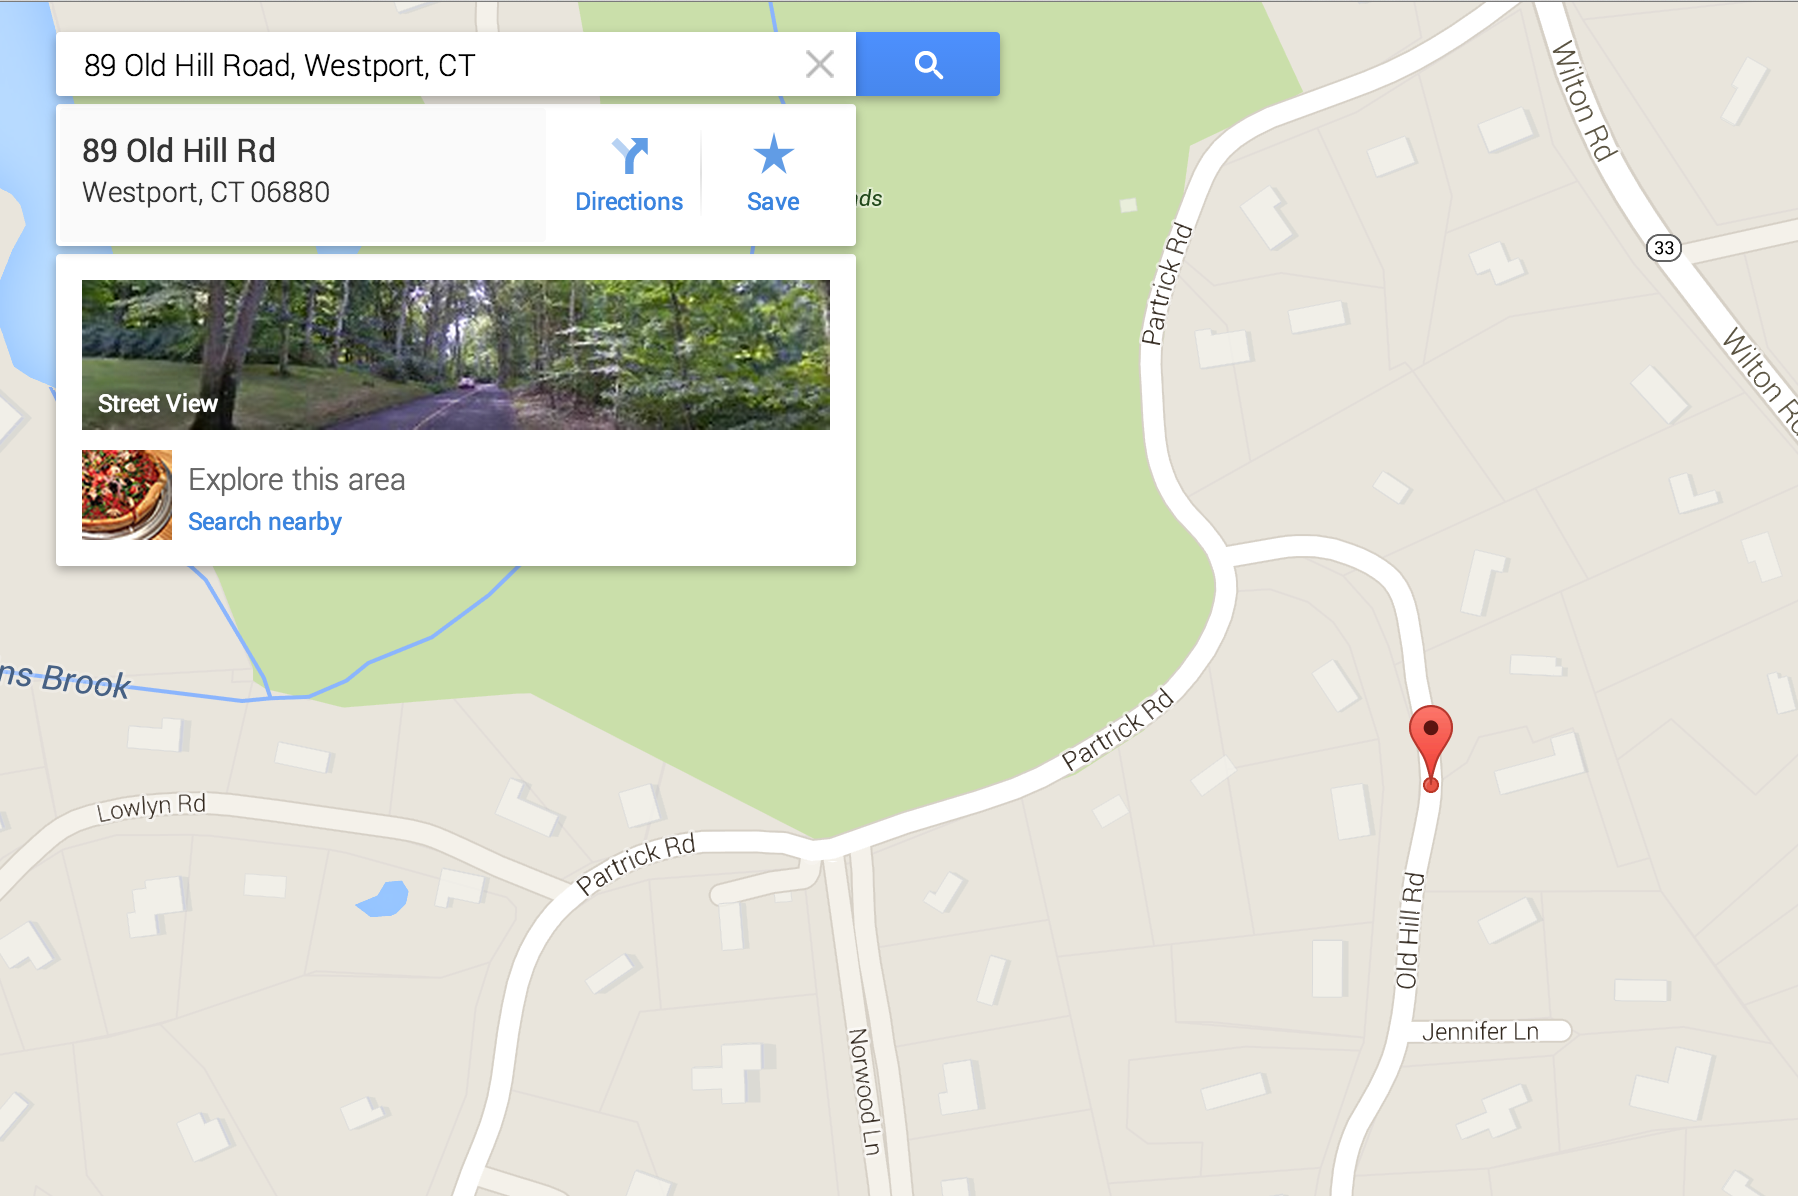 89 Old Hill Road, Westport, CT
89 Old Hill Rd
Westport, CT 06880
Directions
Save
Street View
Explore this area
Search nearby
Wilton Rd
33
Wilton Rd
Partrick Rd
Partrick Rd
Partrick Rd
Brook
Lowlyn Rd
Norwood Ln
Old Hill Rd
Jennifer Ln